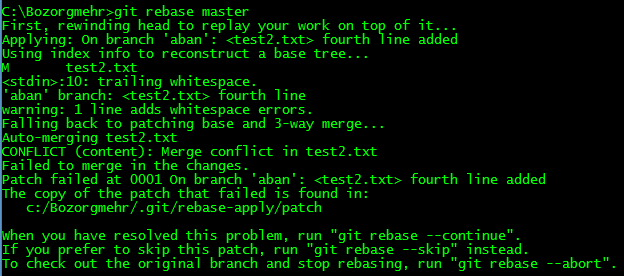 C:\Bozorgmehr>git rebase master
First, rewinding head to replay your work on top of it...
Applying: On branch 'aban': <test2.txt> fourth line added
Using index info to reconstruct a base tree...
M       test2.txt
<stdin>:10: trailing whitespace.
'aban' branch: <test2.txt> fourth line
warning: 1 line adds whitespace errors.
Falling back to patching base and 3-way merge...
Auto-merging test2.txt
CONFLICT (content): Merge conflict in test2.txt
Failed to merge in the changes.
Patch failed at 0001 On branch 'aban': <test2.txt> fourth line added
The copy of the patch that failed is found in:
   c:/Bozorgmehr/.git/rebase-apply/patch

When you have resolved this problem, run "git rebase --continue".
If you prefer to skip this patch, run "git rebase --skip" instead.
To check out the original branch and stop rebasing, run "git rebase --abort".